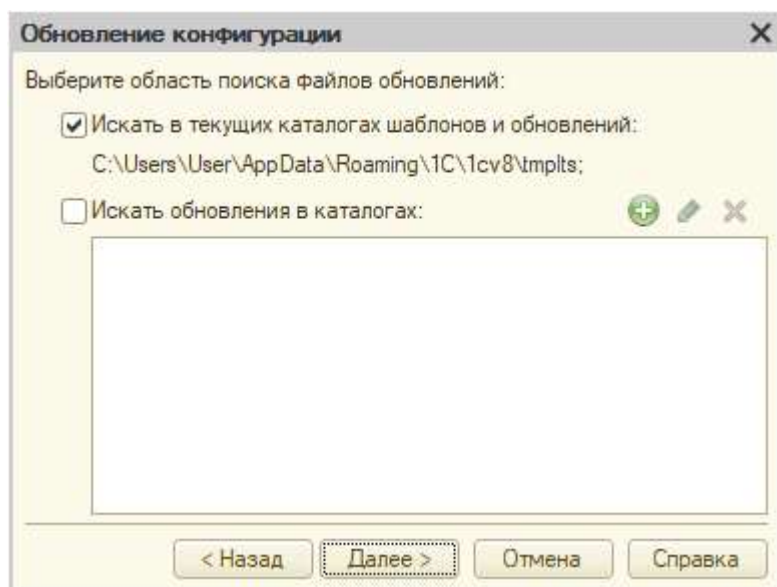 Обновление конфигурации
Выберите область поиска файлов обновлений:
Искать в текущих каталогах шаблонов и обновлений:
C:\Users\User\AppData\Roaming\1C\1cv8\tmplts;
Искать обновления в каталогах:
< Назад Далее > Отмена Справка